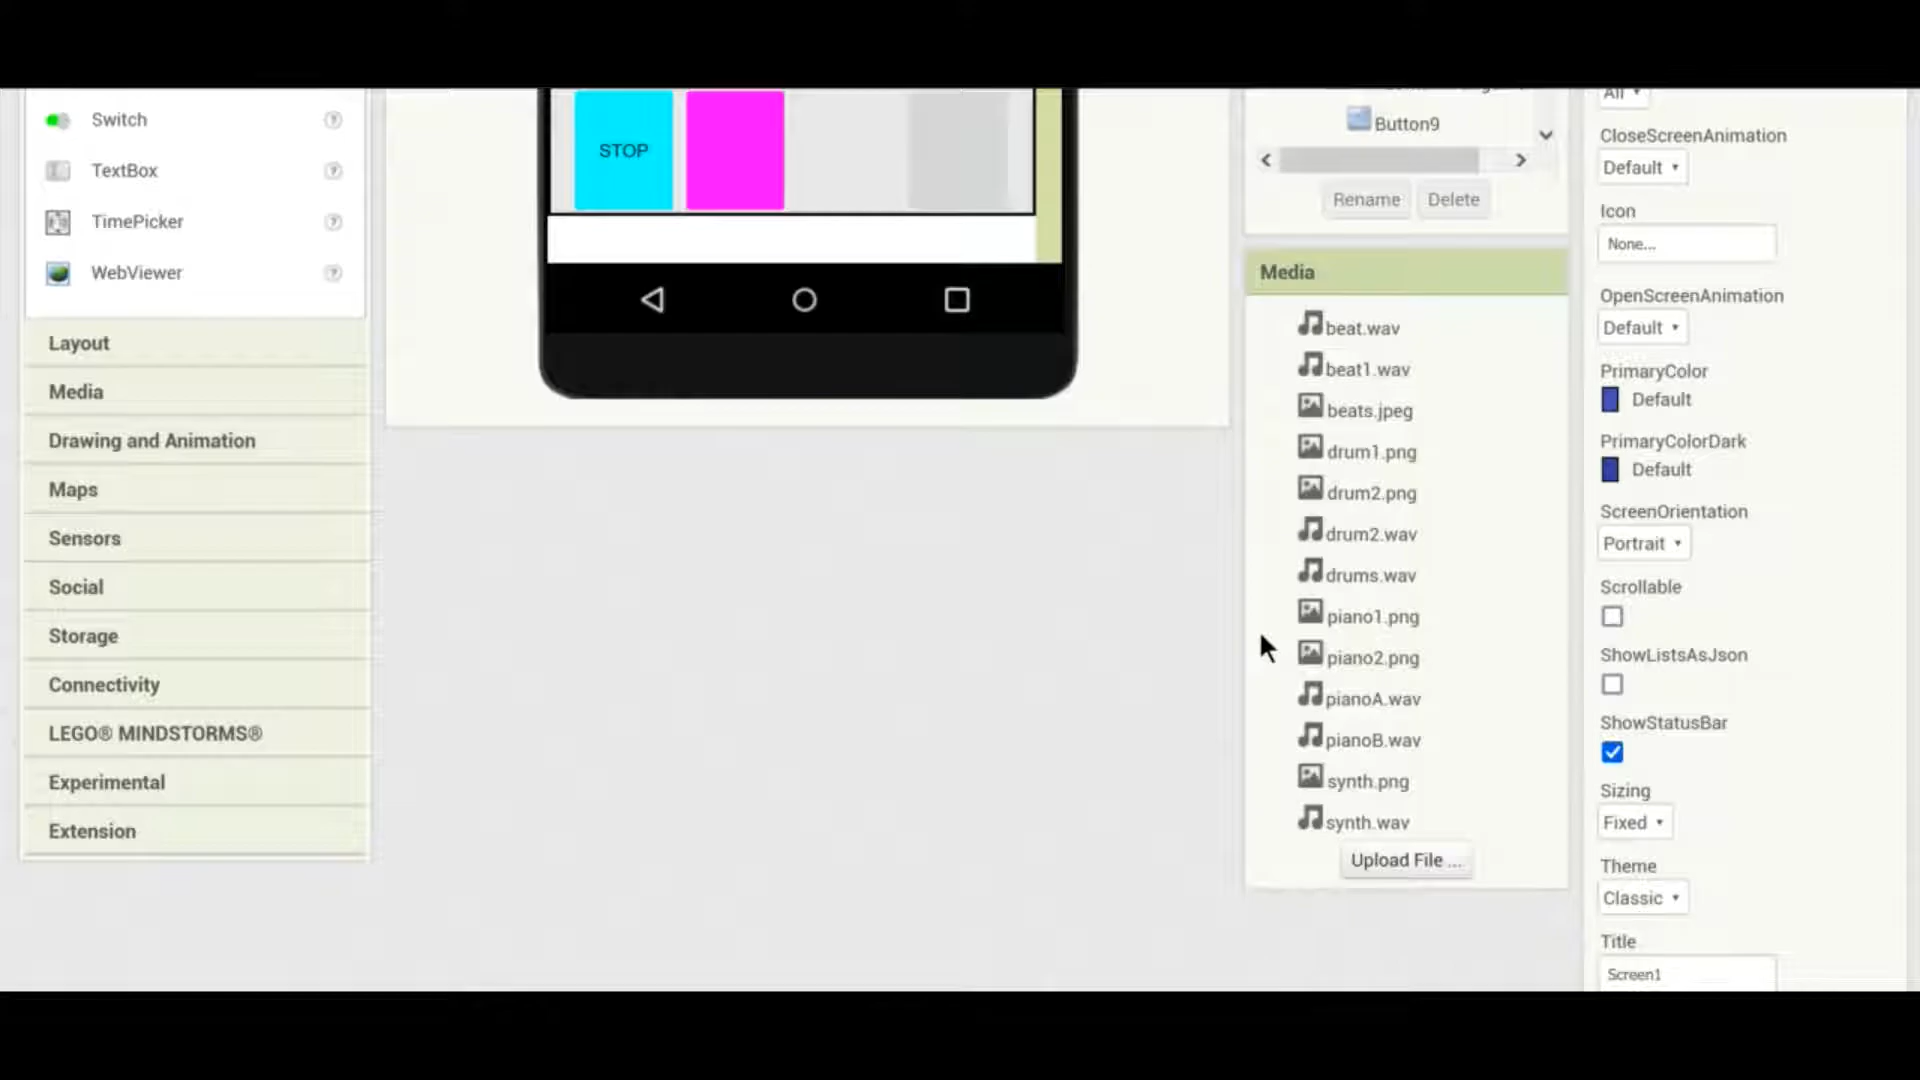 Switch
TextBox
TimePicker
WebViewer
Layout
Media
Drawing and Animation
Maps
Sensors
Social
Storage
Connectivity
LEGO® MINDSTORMS®
Experimental
Extension
STOP
Button9
Rename
Delete
Media
beat.wav
beat1.wav
beats.jpeg
drum1.png
drum2.png
drum2.wav
drums.wav
piano1.png
piano2.png
pianoA.wav
pianoB.wav
synth.png
synth.wav
Upload File ...
All
CloseScreenAnimation
Default
Icon
None...
OpenScreenAnimation
Default
PrimaryColor
Default
PrimaryColorDark
Default
ScreenOrientation
Portrait
Scrollable
ShowListsAsJson
ShowStatusBar
Sizing
Fixed
Theme
Classic
Title
Screen1